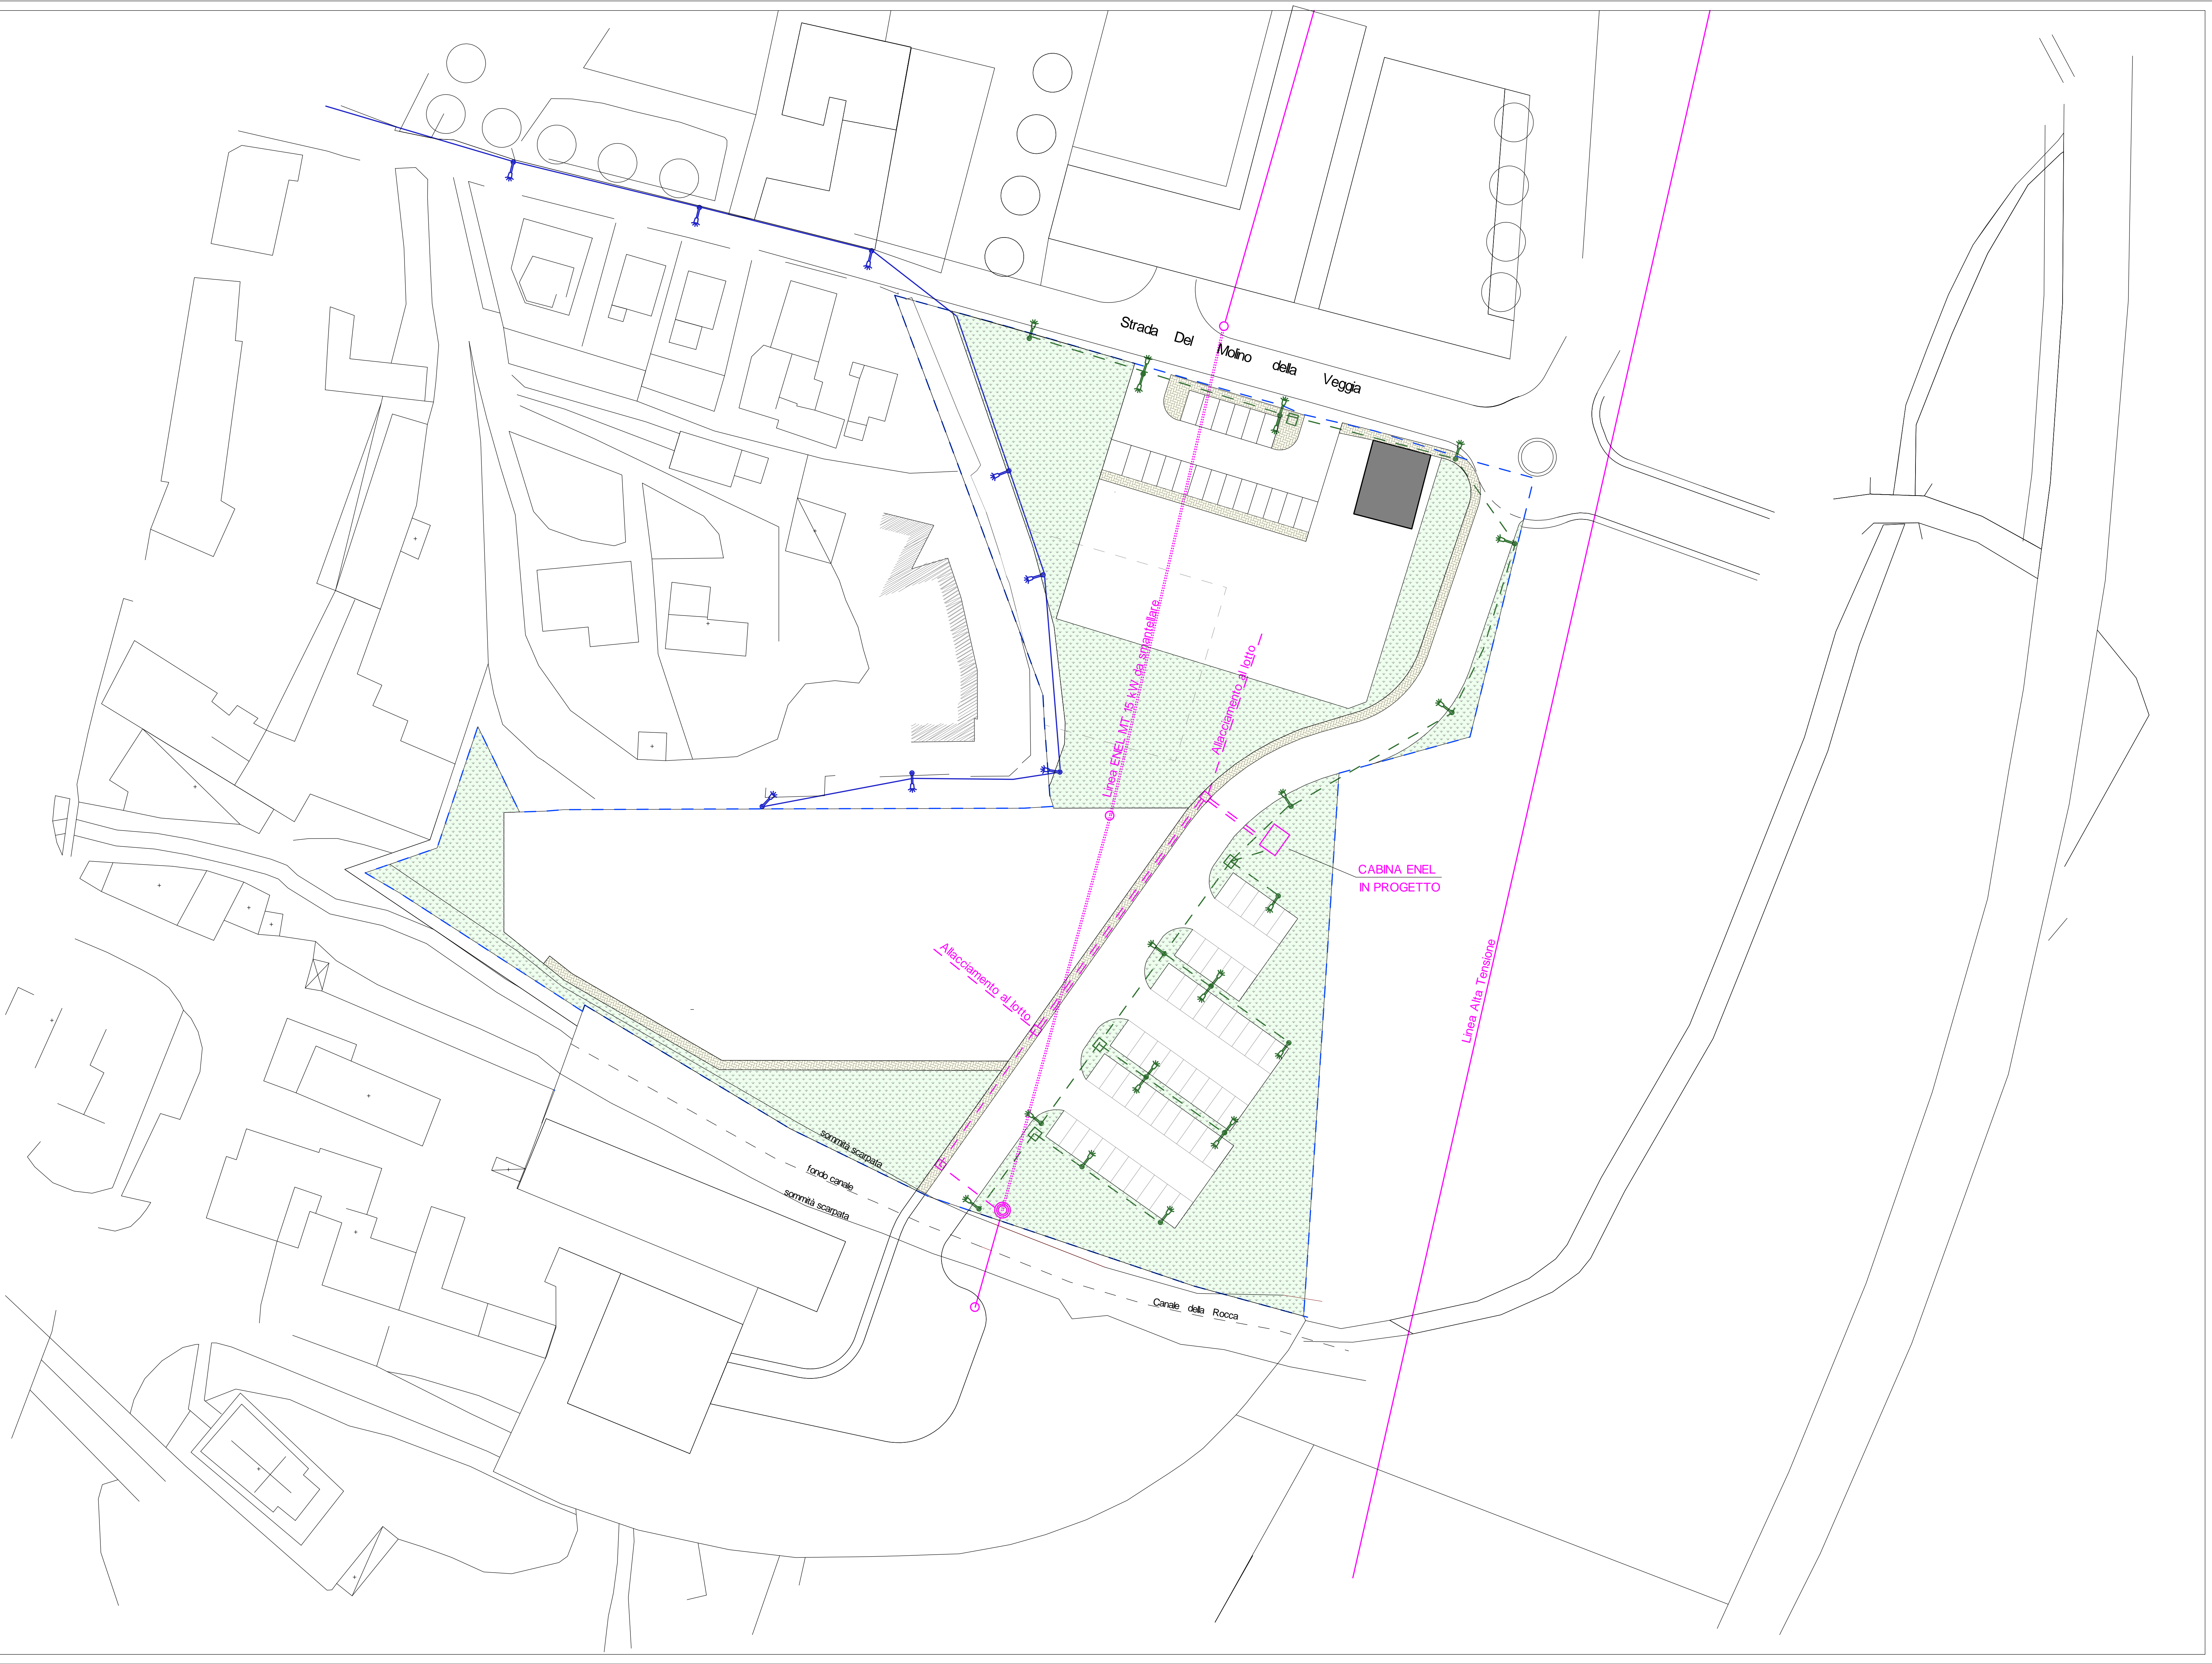 Strada Del Molino della Veggia
Linea ENEL MT 15 kW da smantellare
Allacciamento al lotto
CABINA ENEL
IN PROGETTO
Allacciamento al lotto
Linea Alta Tensione
sommità scarpata
fondo canale
sommità scarpata
Canale della Rocca